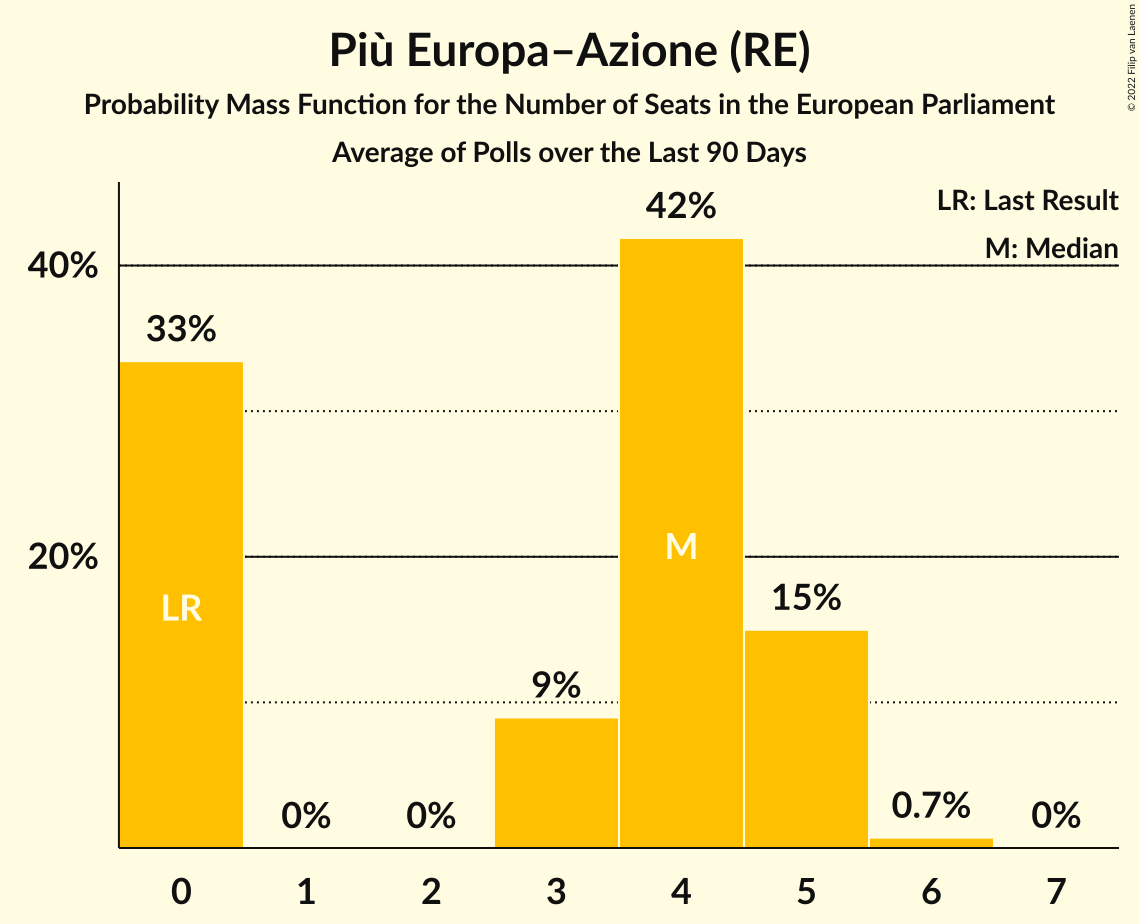 Più Europa–Azione (RE)
Probability Mass Function for the Number of Seats in the European Parliament
Average of Polls over the Last 90 Days
© 2022 Filip van Laenen
LR: Last Result
M: Median
40%
20%
33%
0%
0%
9%
42%
15%
0.7%
0%
LR
M
0 1 2 3 4 5 6 7